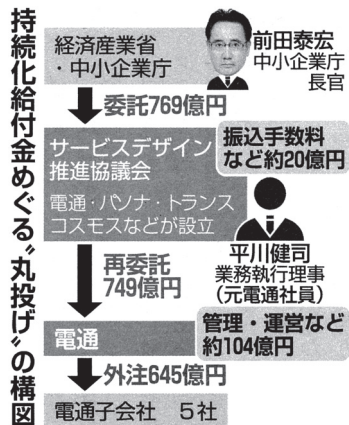 持続化給付金めぐる〝丸投げ〟の構図
経済産業省
・中小企業庁
前田泰宏
中小企業庁
長官
委託769億円
サービスデザイン
推進協議会
電通・パソナ・トランス
コスモスなどが設立
振込手数料
など約20億円
平川健司
業務執行理事
（元電通社員）
再委託
749億円
電通
管理・運営など
約104億円
外注645億円
電通子会社　5社